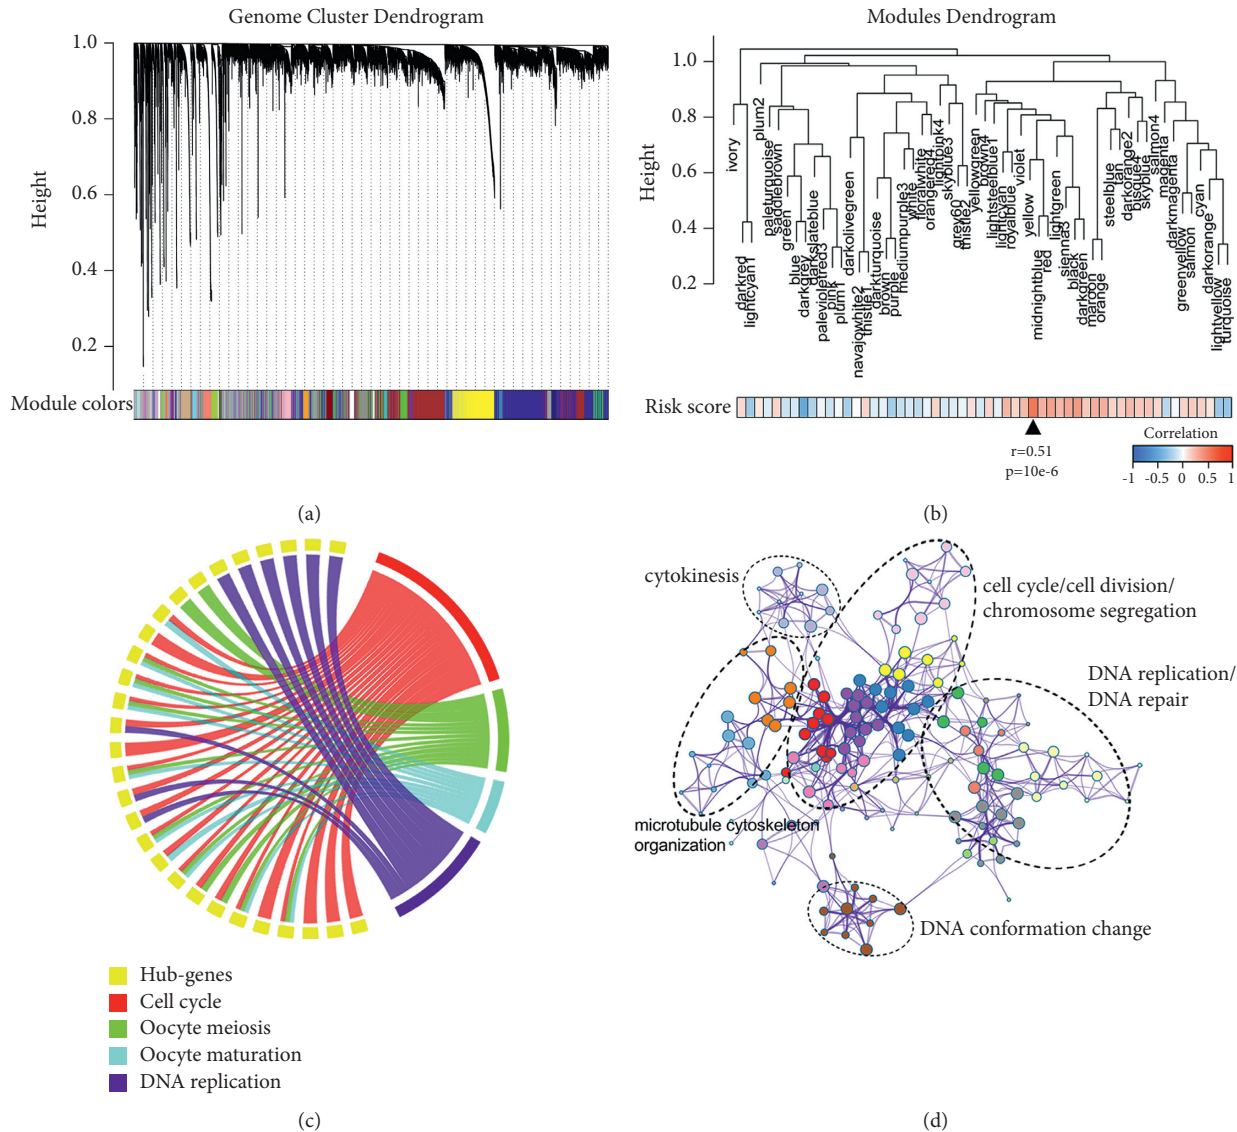 Genome Cluster Dendrogram
Height
1.0
0.8
0.6
0.4
0.2
Module colors
(a)
Modules Dendrogram
Height
1.0
0.8
0.6
0.4
0.2
ivory
darkred
lightcyan1
plum2
paleturquoise
saddlebrown
green
blue
darkgrey
darkslateblue
palevioletred3
pink
plum1
darkolivegreen
navajowhite2
thistle1
darkturquoise
brown
purple
mediumpurple3
white
floralwhite
orangered4
lightpink4
skyblue3
grey60
thistle2
yellowgreen
brown4
lightsteelblue1
lightcyan
royalblue
violet
yellow
midnightblue
red
lightgreen
sienna3
black
darkgreen
maroon
orange
steelblue
tan
darkorange2
bisque4
skyblue
salmon4
magenta
darkmagenta
greenyellow
salmon
cyan
darkorange
lightyellow
turquoise
Risk score
r=0.51
p=10e-6
Correlation
-1 -0.5 0 0.5 1
(b)
Hub-genes
Cell cycle
Oocyte meiosis
Oocyte maturation
DNA replication
(c)
cytokinesis
cell cycle/cell division/
chromosome segregation
DNA replication/
DNA repair
microtubule cytoskeleton
organization
DNA conformation change
(d)